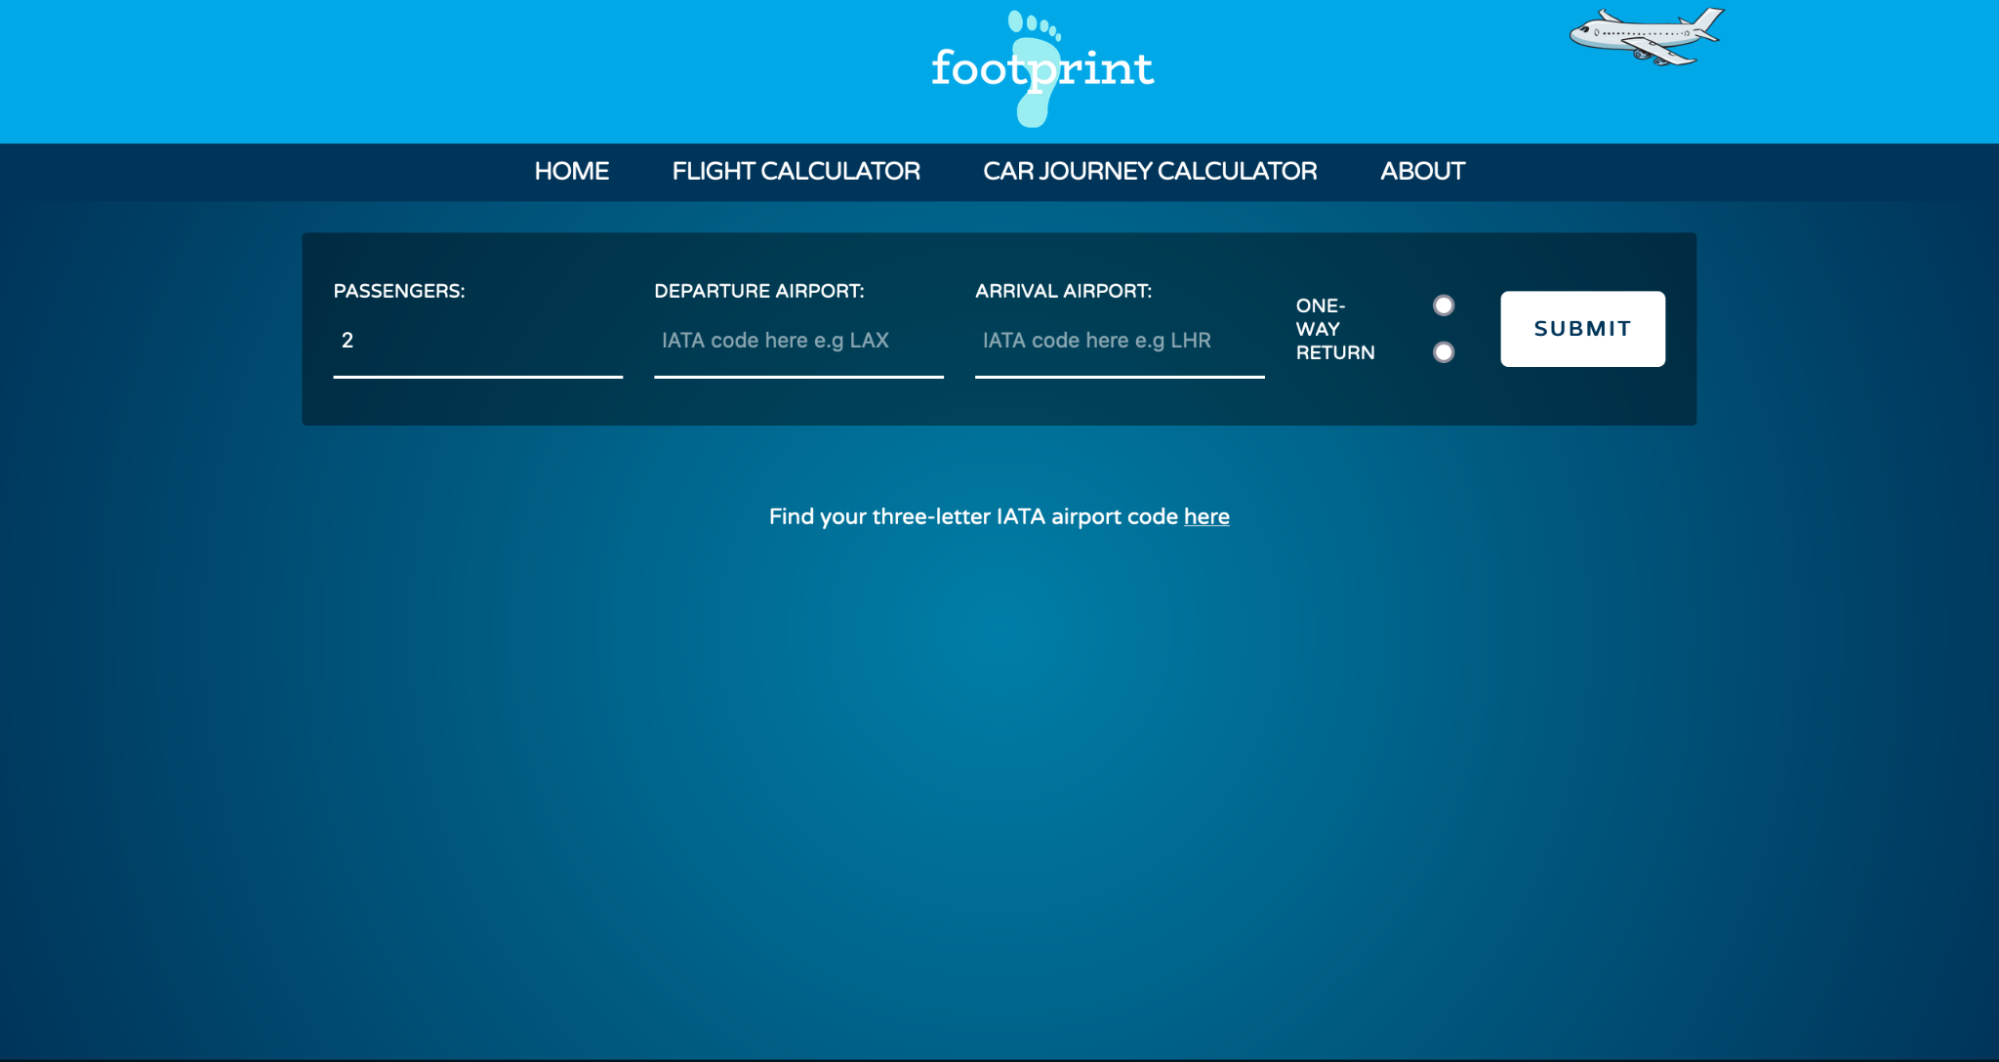 footprint
HOME FLIGHT CALCULATOR CAR JOURNEY CALCULATOR ABOUT
PASSENGERS:
2
DEPARTURE AIRPORT:
IATA code here e.g LAX
ARRIVAL AIRPORT:
IATA code here e.g LHR
ONE-
WAY
RETURN
SUBMIT
Find your three-letter IATA airport code here